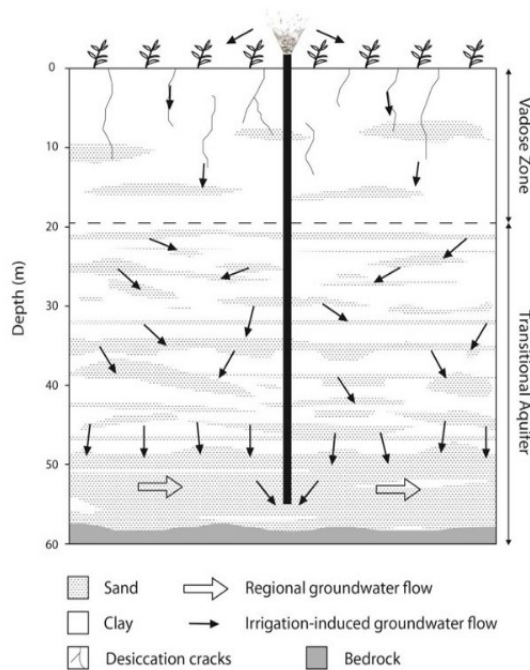 0
10
20
30
40
50
60
Depth (m)
Vadose Zone
Transitional Aquifer
Sand
Regional groundwater flow
Clay
Irrigation-induced groundwater flow
Desiccation cracks
Bedrock